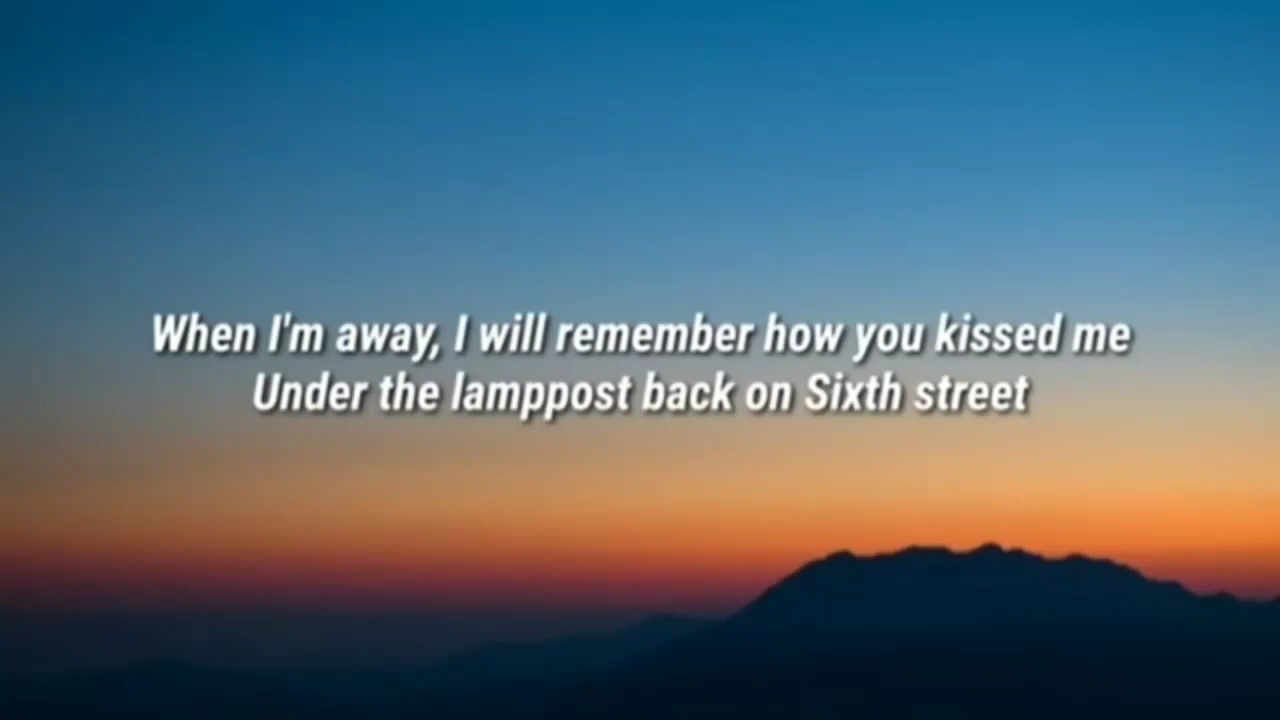 When I'm away, I will remember how you kissed me
Under the lamppost back on Sixth street